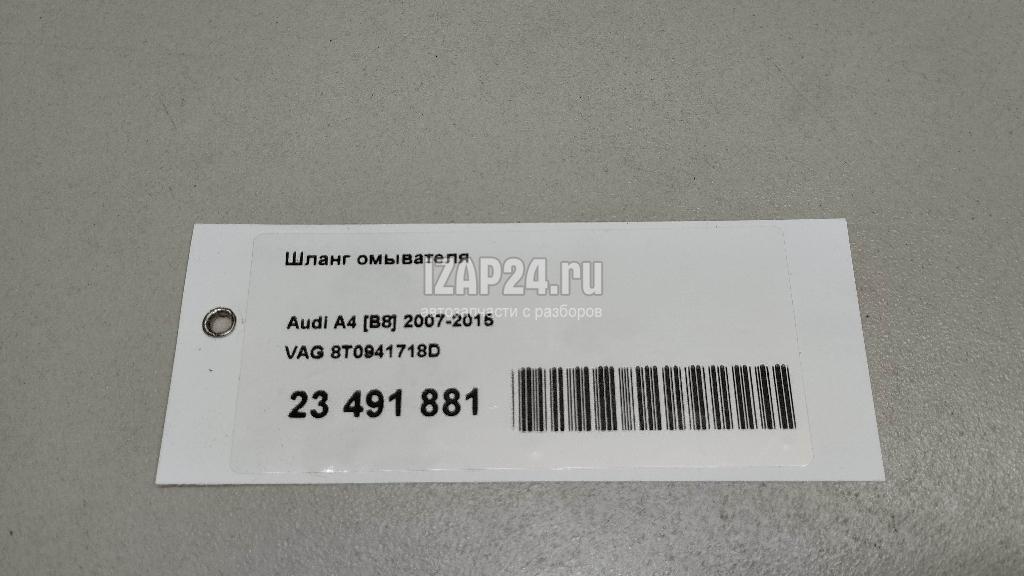 Шланг омывателя
IZAP24.ru
автозапчасти с разборов
Audi A4 [B8] 2007-2015
VAG 8T0941718D
23 491 881